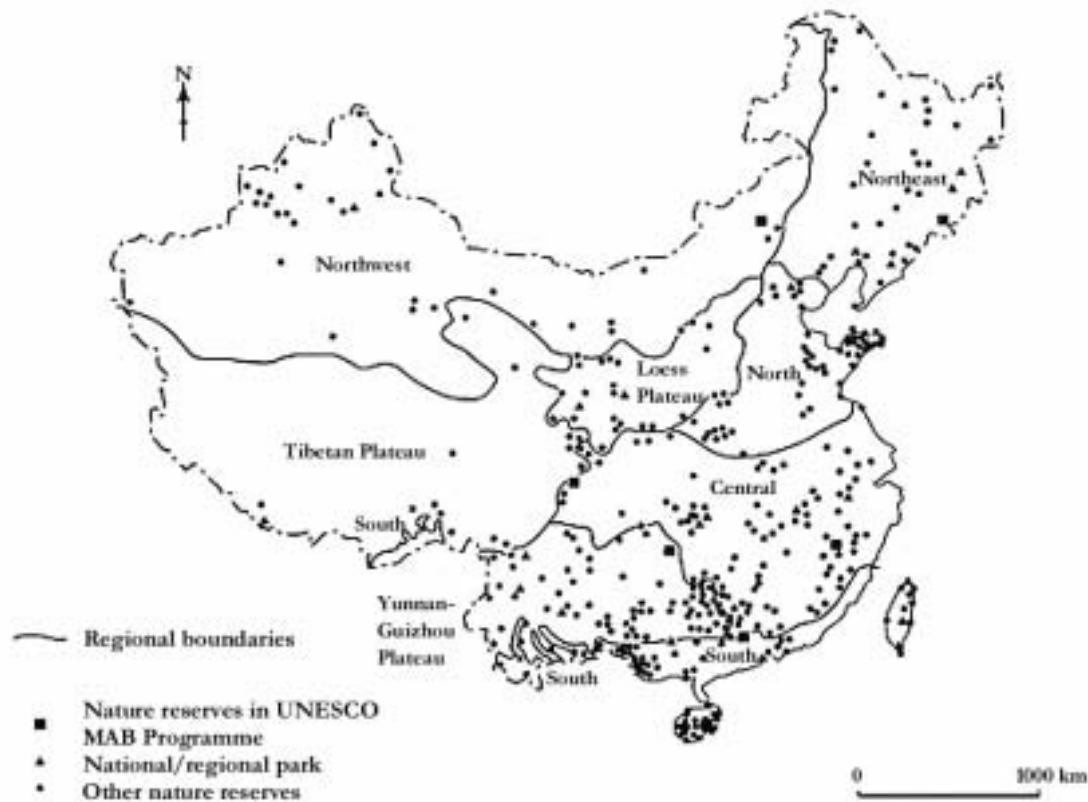 N
Northeast
Northwest
Loess
Plateau
North
Tibetan Plateau
Central
South
Yunnan-
Guizhou
Plateau
South
South
Regional boundaries
Nature reserves in UNESCO
MAB Programme
National/regional park
Other nature reserves
0 1000 km